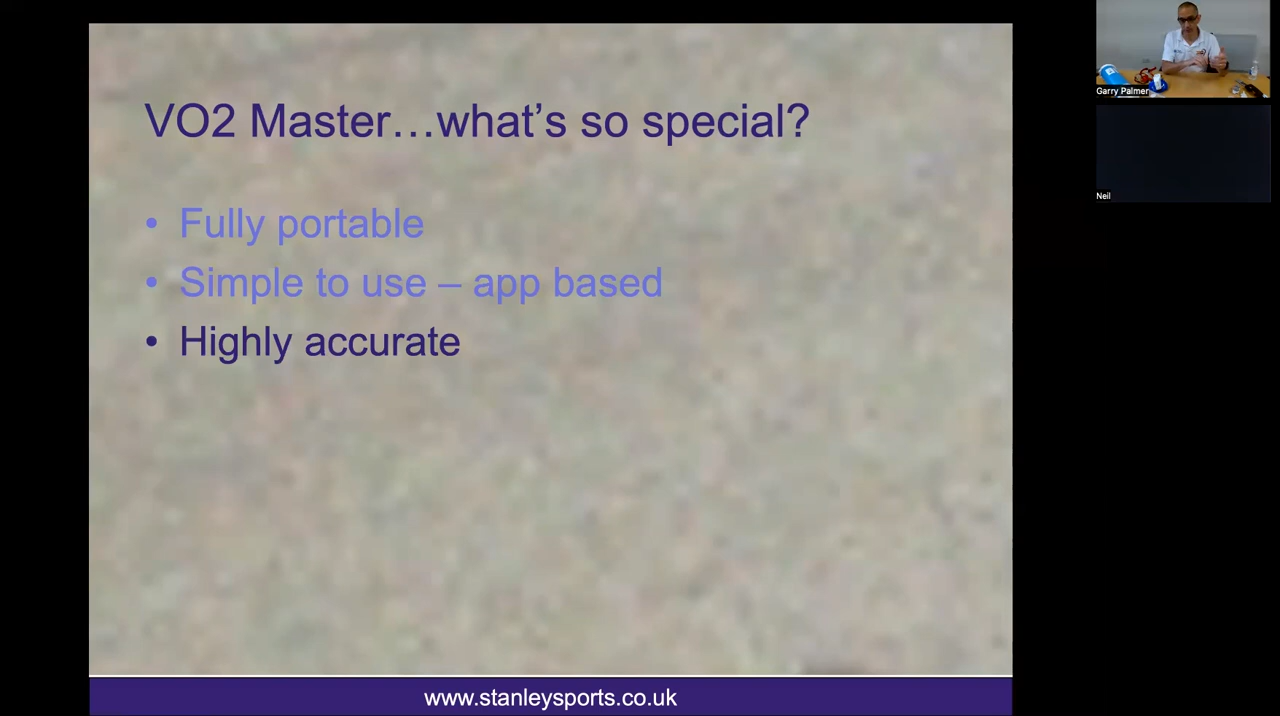 VO2 Master…what’s so special?
• Fully portable
• Simple to use – app based
• Highly accurate
www.stanleysports.co.uk
Garry Palmer
Neil